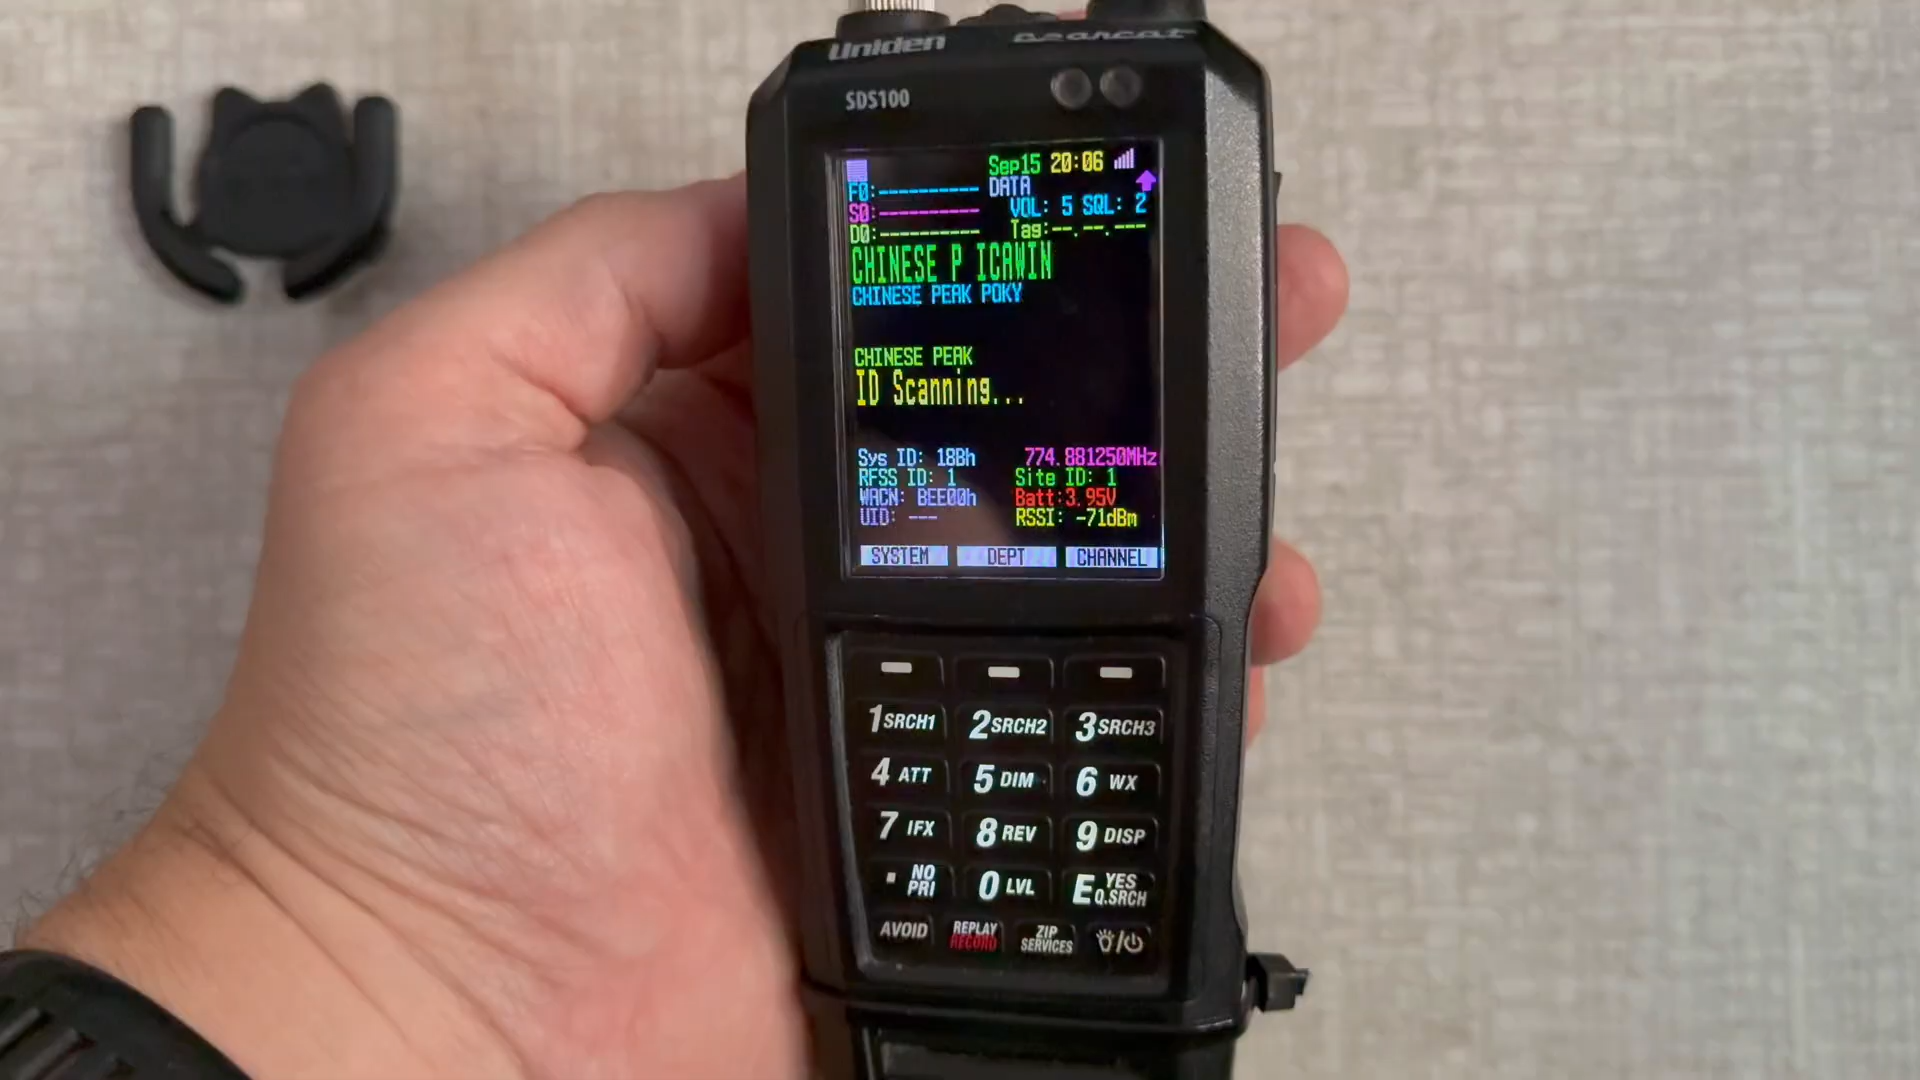 Uniden Bearcat
SDS100
Sep15 20:06
F0:---------- DATA
S0:---------- VOL: 5 SQL: 2
D0:---------- Tag:--.--.---
CHINESE P ICAWIN
CHINESE PEAK POKY
CHINESE PEAK
ID Scanning...
Sys ID: 18Bh 774.881250MHz
RFSS ID: 1 Site ID: 1
WACN: BEE00h Batt:3.95V
UID: --- RSSI: -71dBm
SYSTEM DEPT CHANNEL
1 SRCH1 2 SRCH2 3 SRCH3
4 ATT 5 DIM 6 WX
7 IFX 8 REV 9 DISP
. NO PRI 0 LVL E YES Q.SRCH
AVOID REPLAY RECORD ZIP SERVICES